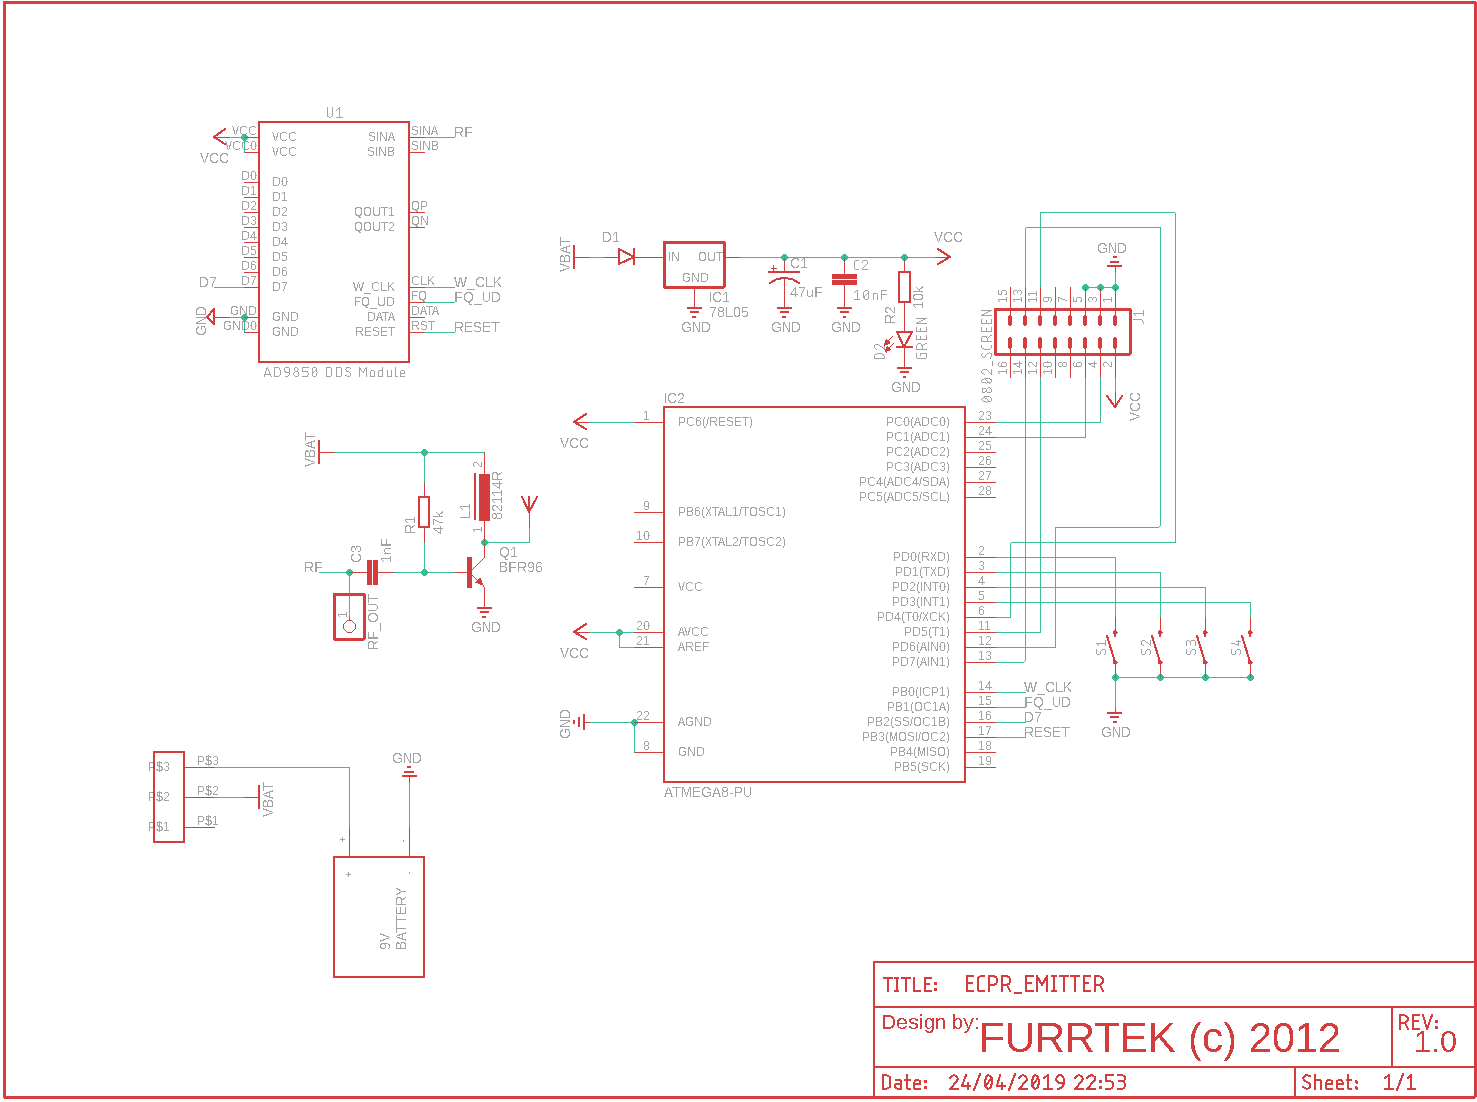 U1
VCC
VCC0
VCC
VCC
VCC
D0
D1
D2
D3
D4
D5
D6
D7
D7
D0
D1
D2
D3
D4
D5
D6
D7
GND
GND
GND0
GND
GND
SINA
SINB
QOUT1
QOUT2
W_CLK
FQ_UD
DATA
RESET
SINA
SINB
QP
QN
CLK
FQ
DATA
RST
RF
W_CLK
FQ_UD
RESET
AD9850 DDS Module
VBAT
D1
IN
OUT
GND
IC1
78L05
GND
+
C1
47uF
GND
C2
10nF
GND
R2
10k
D2
GREEN
GND
VCC
GND
15
13
11
9
7
5
3
1
J1
0802_SCREEN
16
14
12
10
8
6
4
2
VCC
VBAT
R1
47k
2
L1
82114R
1
Q1
BFR96
GND
RF
C3
1nF
1
RF_OUT
IC2
VCC
1
PC6(/RESET)
9
PB6(XTAL1/TOSC1)
10
PB7(XTAL2/TOSC2)
7
VCC
VCC
20
AVCC
21
AREF
GND
22
AGND
8
GND
PC0(ADC0)
23
PC1(ADC1)
24
PC2(ADC2)
25
PC3(ADC3)
26
PC4(ADC4/SDA)
27
PC5(ADC5/SCL)
28
PD0(RXD)
2
PD1(TXD)
3
PD2(INT0)
4
PD3(INT1)
5
PD4(T0/XCK)
6
PD5(T1)
11
PD6(AIN0)
12
PD7(AIN1)
13
PB0(ICP1)
14
W_CLK
PB1(OC1A)
15
FQ_UD
PB2(SS/OC1B)
16
D7
PB3(MOSI/OC2)
17
RESET
PB4(MISO)
18
PB5(SCK)
19
ATMEGA8-PU
S1
S2
S3
S4
GND
P$3
P$3
P$2
P$2
P$1
P$1
VBAT
GND
+
-
+
-
9V
BATTERY
TITLE: ECPR_EMITTER
Design by: FURRTEK (c) 2012
REV: 1.0
Date: 24/04/2019 22:53
Sheet: 1/1